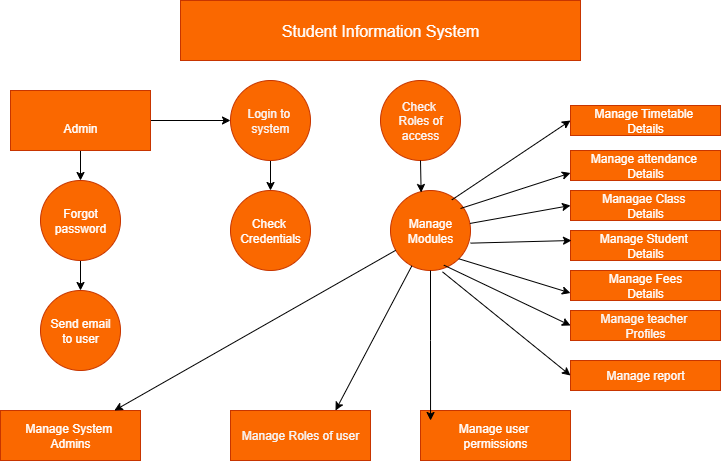 Student Information System
Admin
Login to
system
Check
Roles of
access
Manage Timetable
Details
Manage attendance
Details
Managae Class
Details
Manage Student
Details
Manage Fees
Details
Manage teacher
Profiles
Manage report
Forgot
password
Check
Credentials
Manage
Modules
Send email
to user
Manage System
Admins
Manage Roles of user
Manage user
permissions